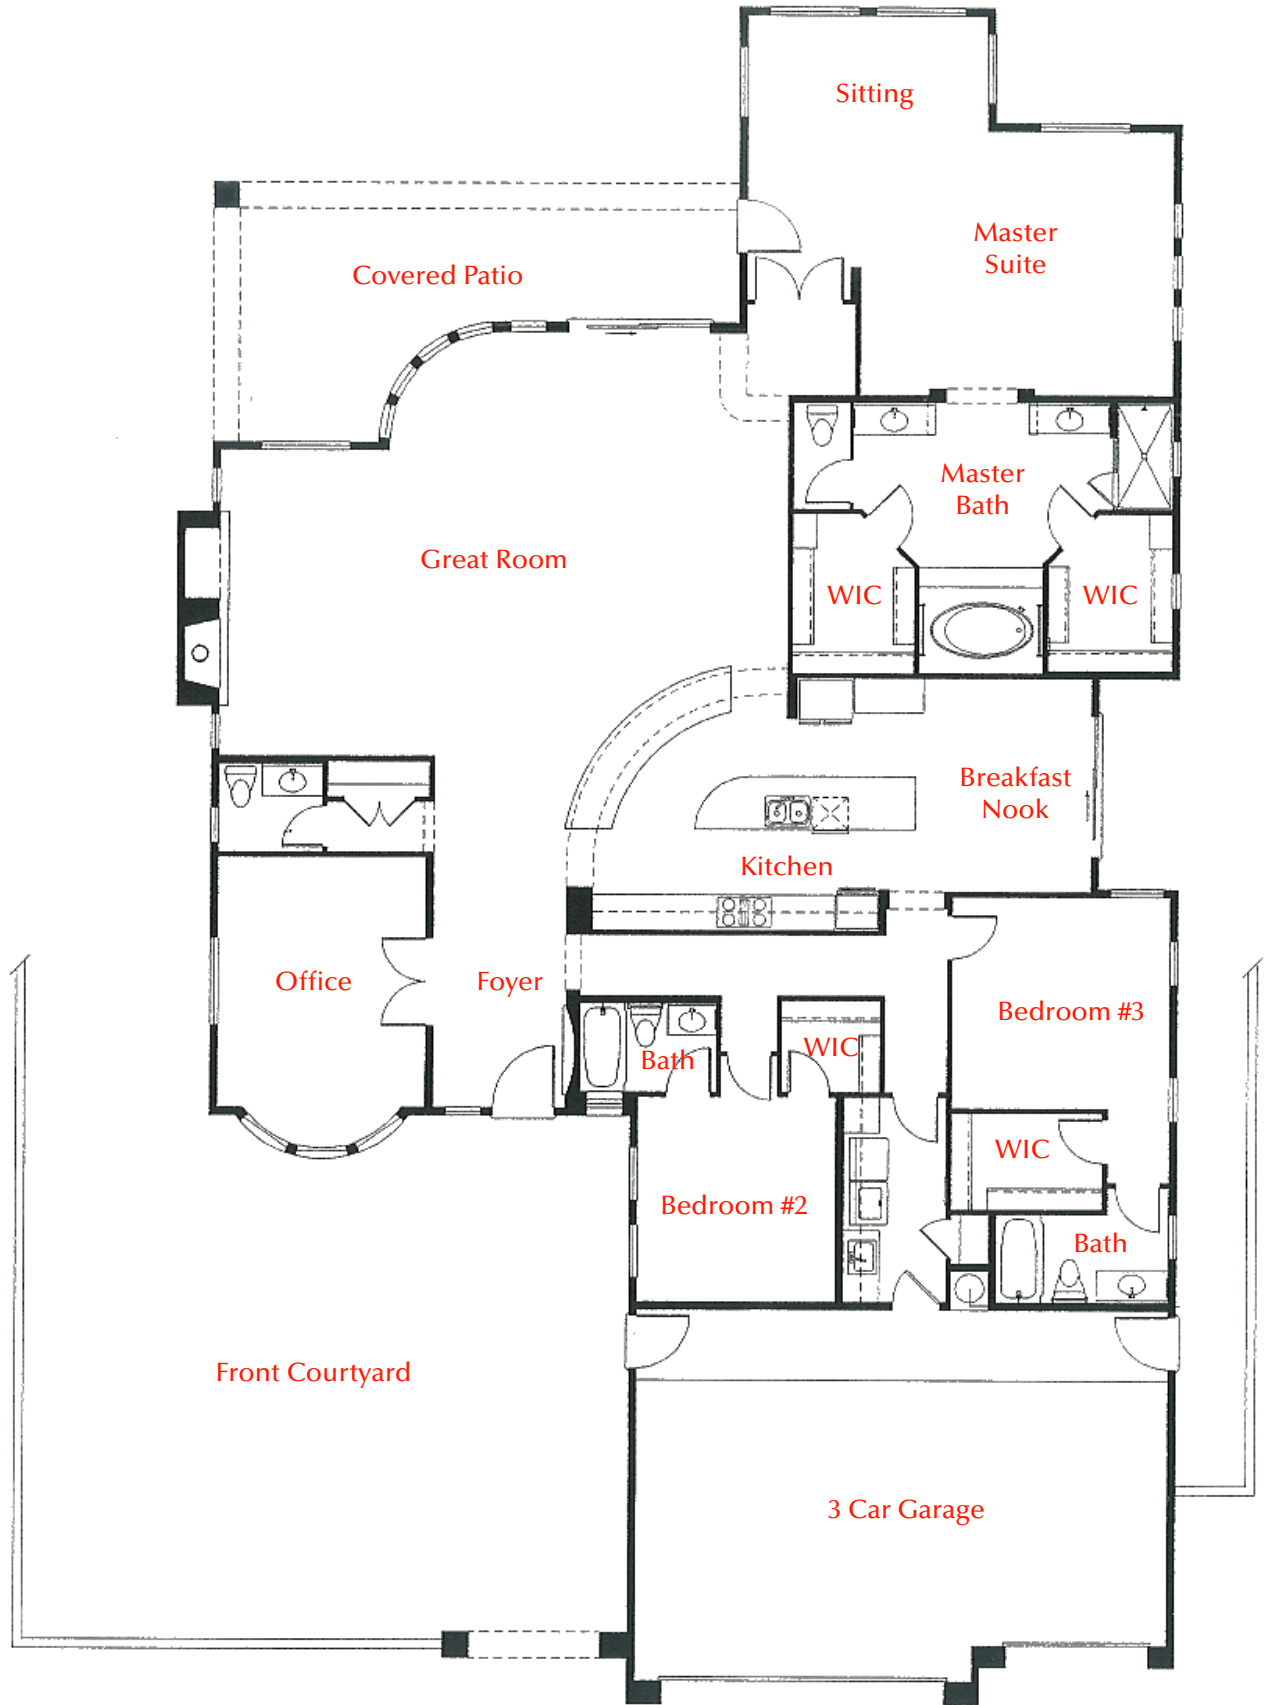 Sitting
Master
Suite
Covered Patio
Master
Bath
Great Room
WIC
WIC
Breakfast
Nook
Kitchen
Office
Foyer
Bedroom #3
Bath
WIC
WIC
Bedroom #2
Bath
Front Courtyard
3 Car Garage